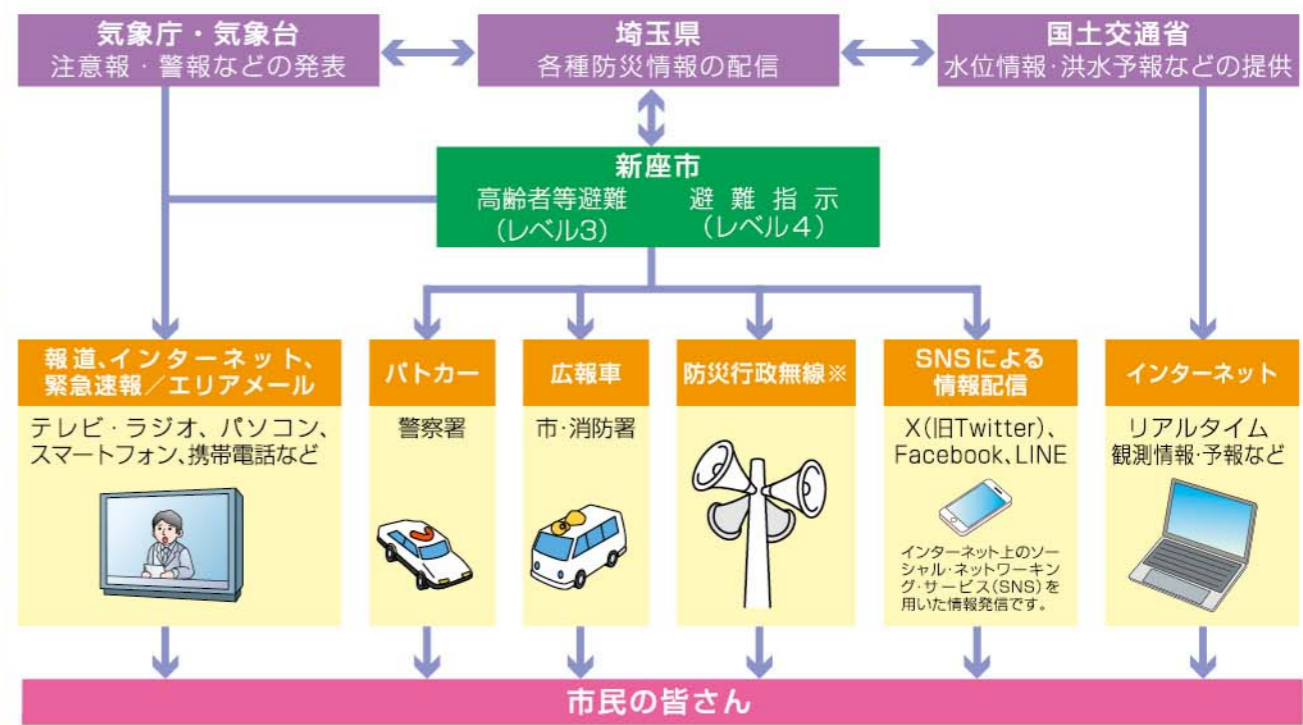 気象庁・気象台
注意報・警報などの発表
埼玉県
各種防災情報の配信
国土交通省
水位情報・洪水予報などの提供
新座市
高齢者等避難
(レベル3)
避難指示
(レベル4)
報道、インターネット、
緊急速報/エリアメール
テレビ・ラジオ、パソコン、
スマートフォン、携帯電話など
パトカー
警察署
広報車
市・消防署
防災行政無線※
SNSによる
情報配信
X(旧Twitter)、
Facebook、LINE
インターネット上のソー
シャル・ネットワーキン
グ・サービス(SNS)を
用いた情報発信です。
インターネット
リアルタイム
観測情報・予報など
市民の皆さん